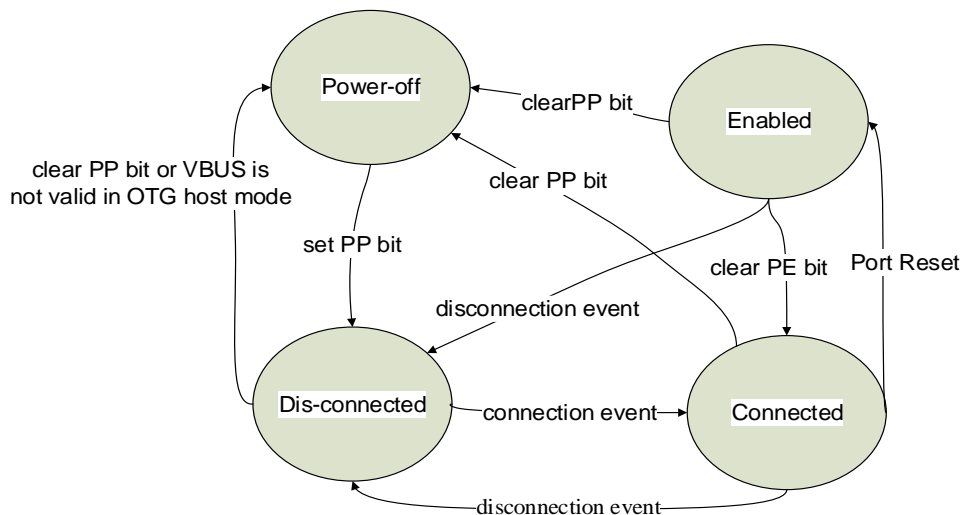 Power-off
clearPP bit
Enabled
clear PP bit or VBUS is
not valid in OTG host mode
clear PP bit
set PP bit
clear PE bit
Port Reset
disconnection event
Dis-connected
connection event
Connected
disconnection event